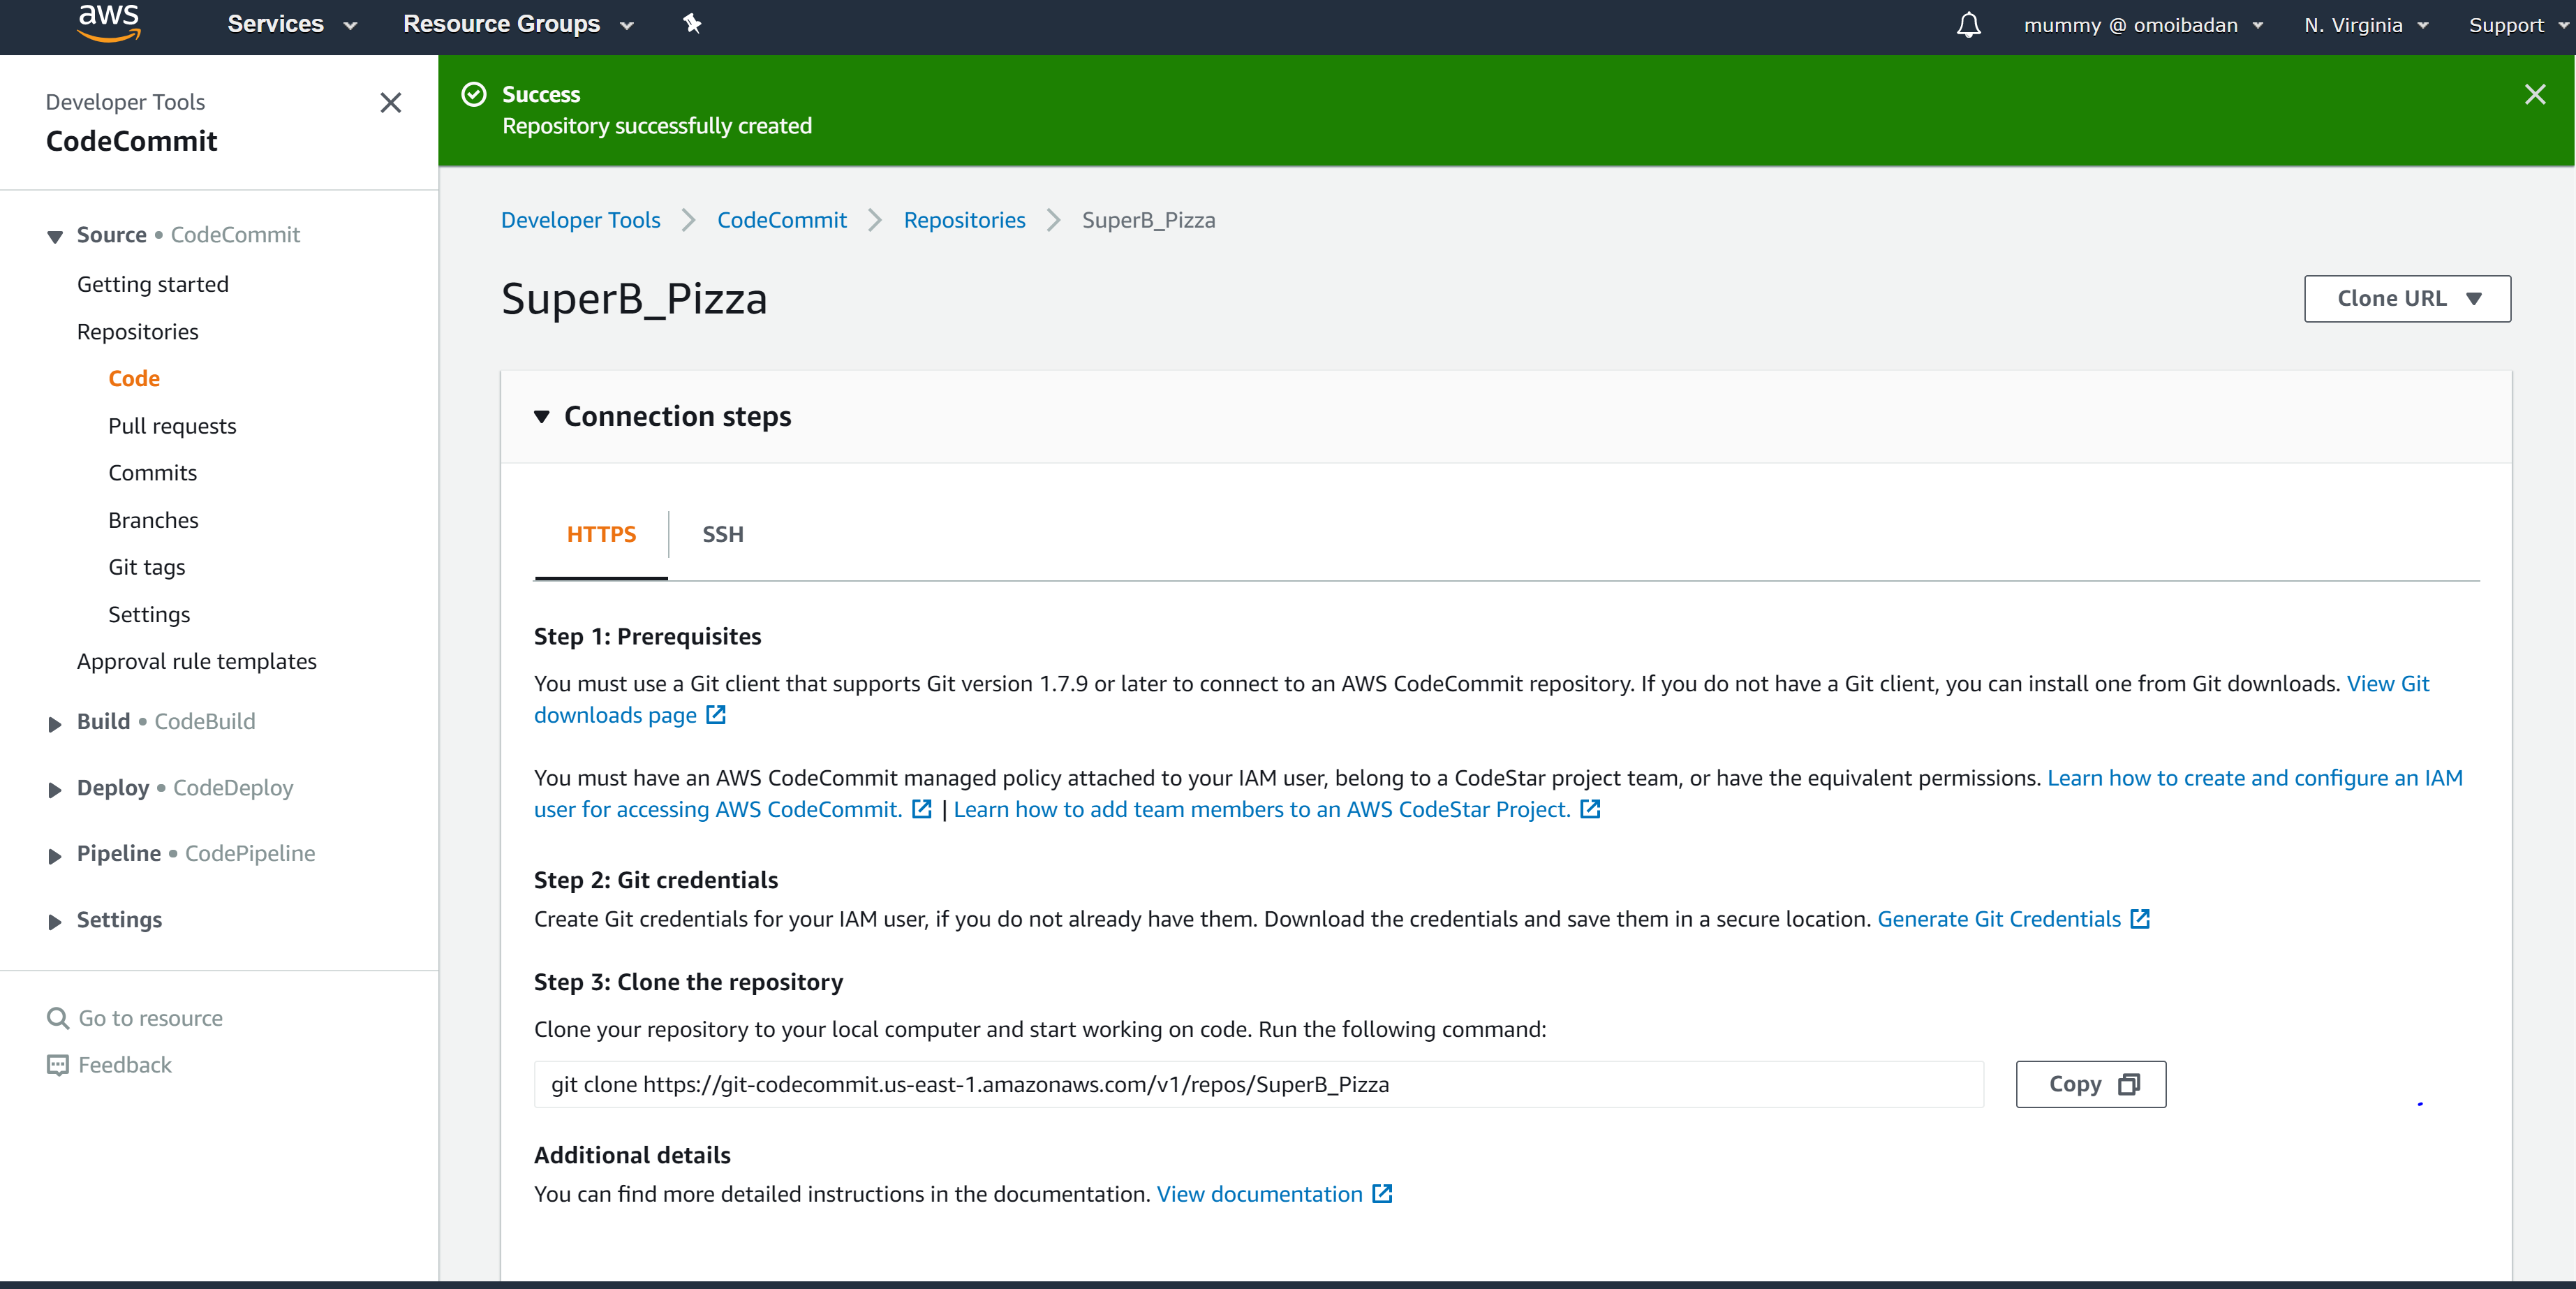 aws
Services
Resource Groups
mummy @ omoibadan
N. Virginia
Support
Developer Tools
CodeCommit
Source • CodeCommit
Getting started
Repositories
Code
Pull requests
Commits
Branches
Git tags
Settings
Approval rule templates
Build • CodeBuild
Deploy • CodeDeploy
Pipeline • CodePipeline
Settings
Go to resource
Feedback
Success
Repository successfully created
Developer Tools
CodeCommit
Repositories
SuperB_Pizza
SuperB_Pizza
Clone URL
Connection steps
HTTPS
SSH
Step 1: Prerequisites
You must use a Git client that supports Git version 1.7.9 or later to connect to an AWS CodeCommit repository. If you do not have a Git client, you can install one from Git downloads. View Git
downloads page
You must have an AWS CodeCommit managed policy attached to your IAM user, belong to a CodeStar project team, or have the equivalent permissions. Learn how to create and configure an IAM
user for accessing AWS CodeCommit. | Learn how to add team members to an AWS CodeStar Project.
Step 2: Git credentials
Create Git credentials for your IAM user, if you do not already have them. Download the credentials and save them in a secure location. Generate Git Credentials
Step 3: Clone the repository
Clone your repository to your local computer and start working on code. Run the following command:
git clone https://git-codecommit.us-east-1.amazonaws.com/v1/repos/SuperB_Pizza
Copy
Additional details
You can find more detailed instructions in the documentation. View documentation